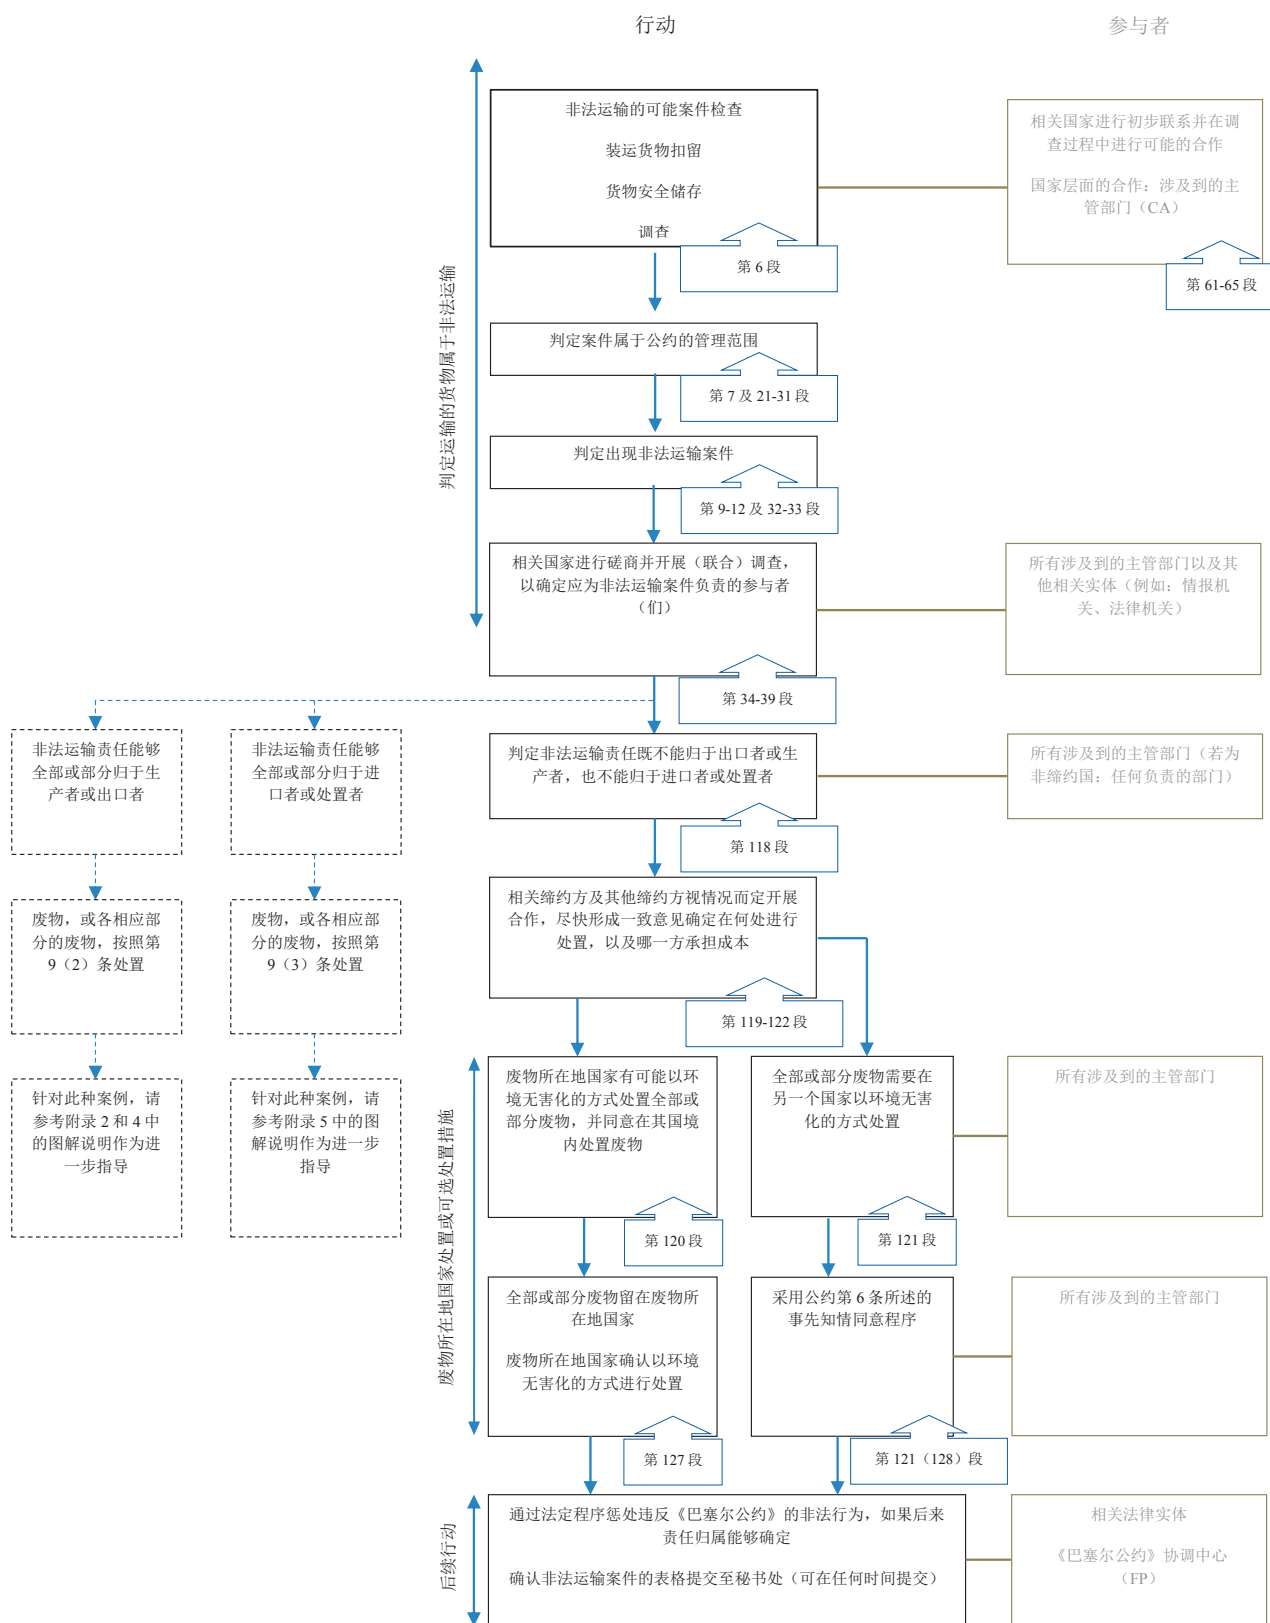 行动
参与者
非法运输的可能案件检查
装运货物扣留
货物安全储存
调查
第 6 段
相关国家进行初步联系并在调
查过程中进行可能的合作
国家层面的合作：涉及到的主
管部门（CA）
第 61-65 段
判定运输的货物属于非法运输
判定案件属于公约的管理范围
第 7 及 21-31 段
判定出现非法运输案件
第 9-12 及 32-33 段
相关国家进行磋商并开展（联合）调查，
以确定应为非法运输案件负责的参与者
（们）
第 34-39 段
所有涉及到的主管部门以及其
他相关实体（例如：情报机
关、法律机关）
非法运输责任能够
全部或部分归于生
产者或出口者
非法运输责任能够
全部或部分归于进
口者或处置者
判定非法运输责任既不能归于出口者或生
产者，也不能归于进口者或处置者
第 118 段
所有涉及到的主管部门（若为
非缔约国：任何负责的部门）
废物，或各相应部
分的废物，按照第
9（2）条处置
废物，或各相应部
分的废物，按照第
9（3）条处置
相关缔约方及其他缔约方视情况而定开展
合作，尽快形成一致意见确定在何处进行
处置，以及哪一方承担成本
第 119-122 段
针对此种案例，请
参考附录 2 和 4 中
的图解说明作为进
一步指导
针对此种案例，请
参考附录 5 中的图
解说明作为进一步
指导
废物所在地国家处置或可选处置措施
废物所在地国家有可能以环
境无害化的方式处置全部或
部分废物，并同意在其国境
内处置废物
第 120 段
全部或部分废物需要在
另一个国家以环境无害
化的方式处置
第 121 段
所有涉及到的主管部门
全部或部分废物留在废物所
在地国家
废物所在地国家确认以环境
无害化的方式进行处置
第 127 段
采用公约第 6 条所述的
事先知情同意程序
第 121（128）段
所有涉及到的主管部门
后续行动
通过法定程序惩处违反《巴塞尔公约》的非法行为，如果后来
责任归属能够确定
确认非法运输案件的表格提交至秘书处（可在任何时间提交）
相关法律实体
《巴塞尔公约》协调中心
（FP）